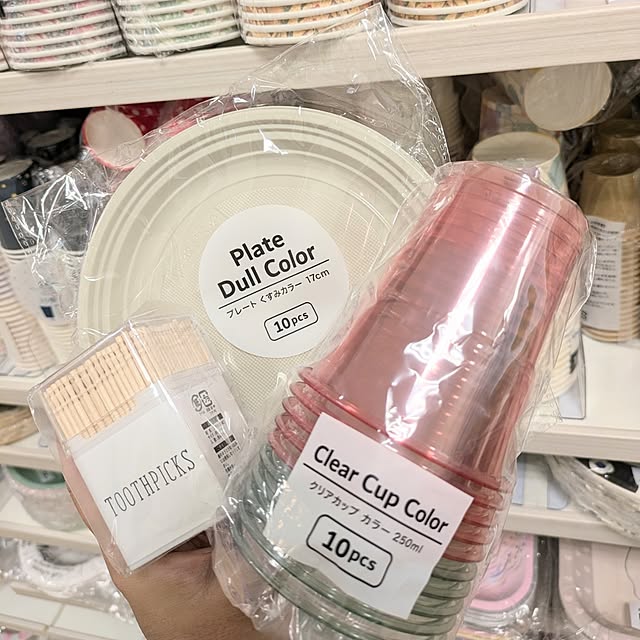 Plate
Dull Color
プレート くすみカラー 17cm
10pcs
TOOTHPICKS
Clear Cup Color
クリアカップ カラー 250ml
10pcs